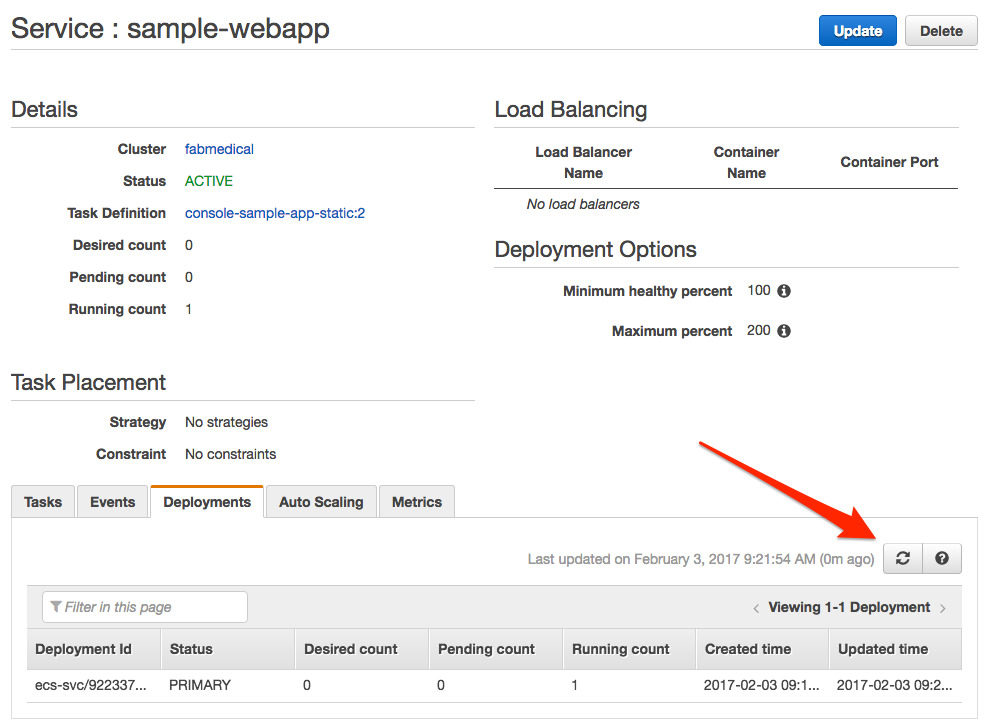 Service : sample-webapp
Update
Delete
Details
Cluster fabmedical
Status ACTIVE
Task Definition console-sample-app-static:2
Desired count 0
Pending count 0
Running count 1
Load Balancing
Load Balancer Name Container Name Container Port
No load balancers
Deployment Options
Minimum healthy percent 100
Maximum percent 200
Task Placement
Strategy No strategies
Constraint No constraints
Tasks Events Deployments Auto Scaling Metrics
Last updated on February 3, 2017 9:21:54 AM (0m ago)
Filter in this page
Viewing 1-1 Deployment
Deployment Id Status Desired count Pending count Running count Created time Updated time
ecs-svc/922337... PRIMARY 0 0 1 2017-02-03 09:1... 2017-02-03 09:2...